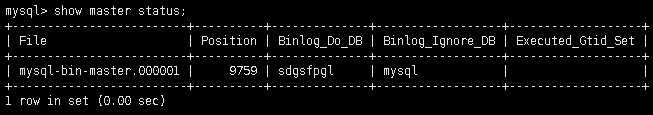 mysql> show master status;
+-------------------------+----------+--------------+------------------+-------------------+
| File | Position | Binlog_Do_DB | Binlog_Ignore_DB | Executed_Gtid_Set |
+-------------------------+----------+--------------+------------------+-------------------+
| mysql-bin-master.000001 | 9759 | sdgsfpgl | mysql | |
+-------------------------+----------+--------------+------------------+-------------------+
1 row in set (0.00 sec)